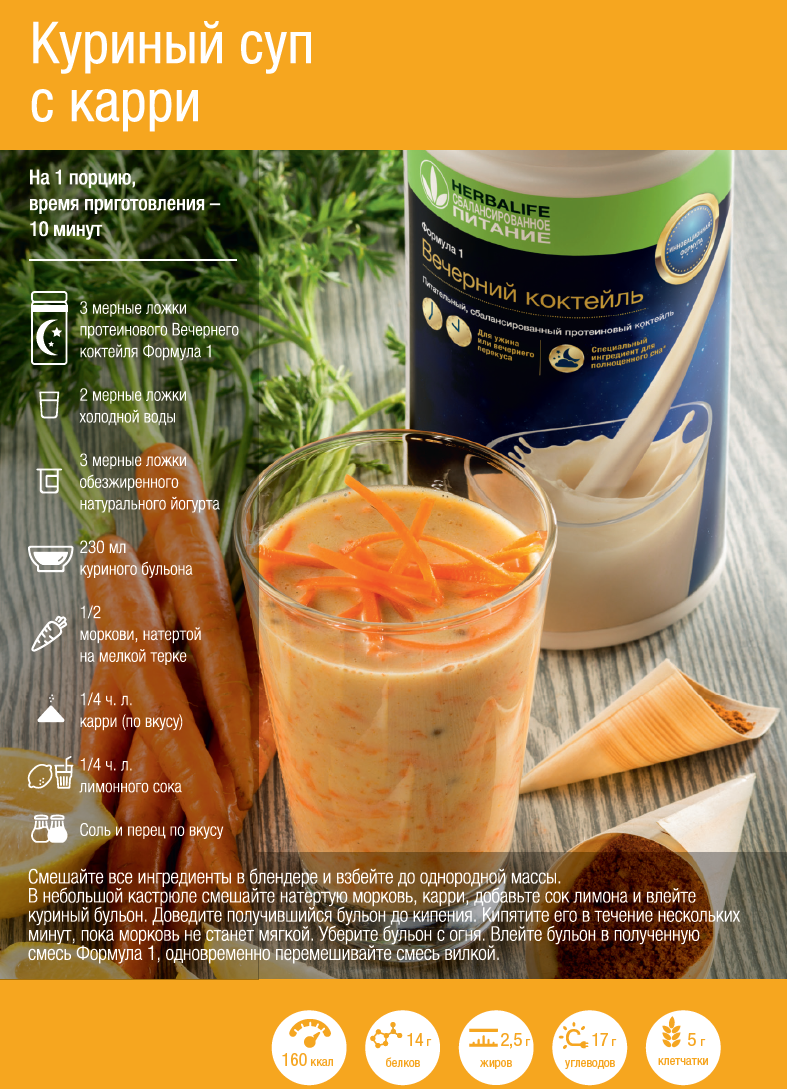 Куриный суп
с карри
На 1 порцию,
время приготовления –
10 минут
3 мерные ложки
протеинового Вечернего
коктейля Формула 1
2 мерные ложки
холодной воды
3 мерные ложки
обезжиренного
натурального йогурта
230 мл
куриного бульона
1/2
моркови, натертой
на мелкой терке
1/4 ч. л.
карри (по вкусу)
1/4 ч. л.
лимонного сока
Соль и перец по вкусу
HERBALIFE
СБАЛАНСИРОВАННОЕ
ПИТАНИЕ
ИННОВАЦИОННАЯ
ФОРМУЛА
Формула 1
Вечерний коктейль
Питательный, сбалансированный протеиновый коктейль
Для ужина
или вечернего
перекуса
Специальный
ингредиент для
полноценного сна*
Смешайте все ингредиенты в блендере и взбейте до однородной массы.
В небольшой кастрюле смешайте натертую морковь, карри, добавьте сок лимона и влейте
куриный бульон. Доведите получившийся бульон до кипения. Кипятите его в течение нескольких
минут, пока морковь не станет мягкой. Уберите бульон с огня. Влейте бульон в полученную
смесь Формула 1, одновременно перемешивайте смесь вилкой.
160 ккал
14 г
белков
2,5 г
жиров
17 г
углеводов
5 г
клетчатки